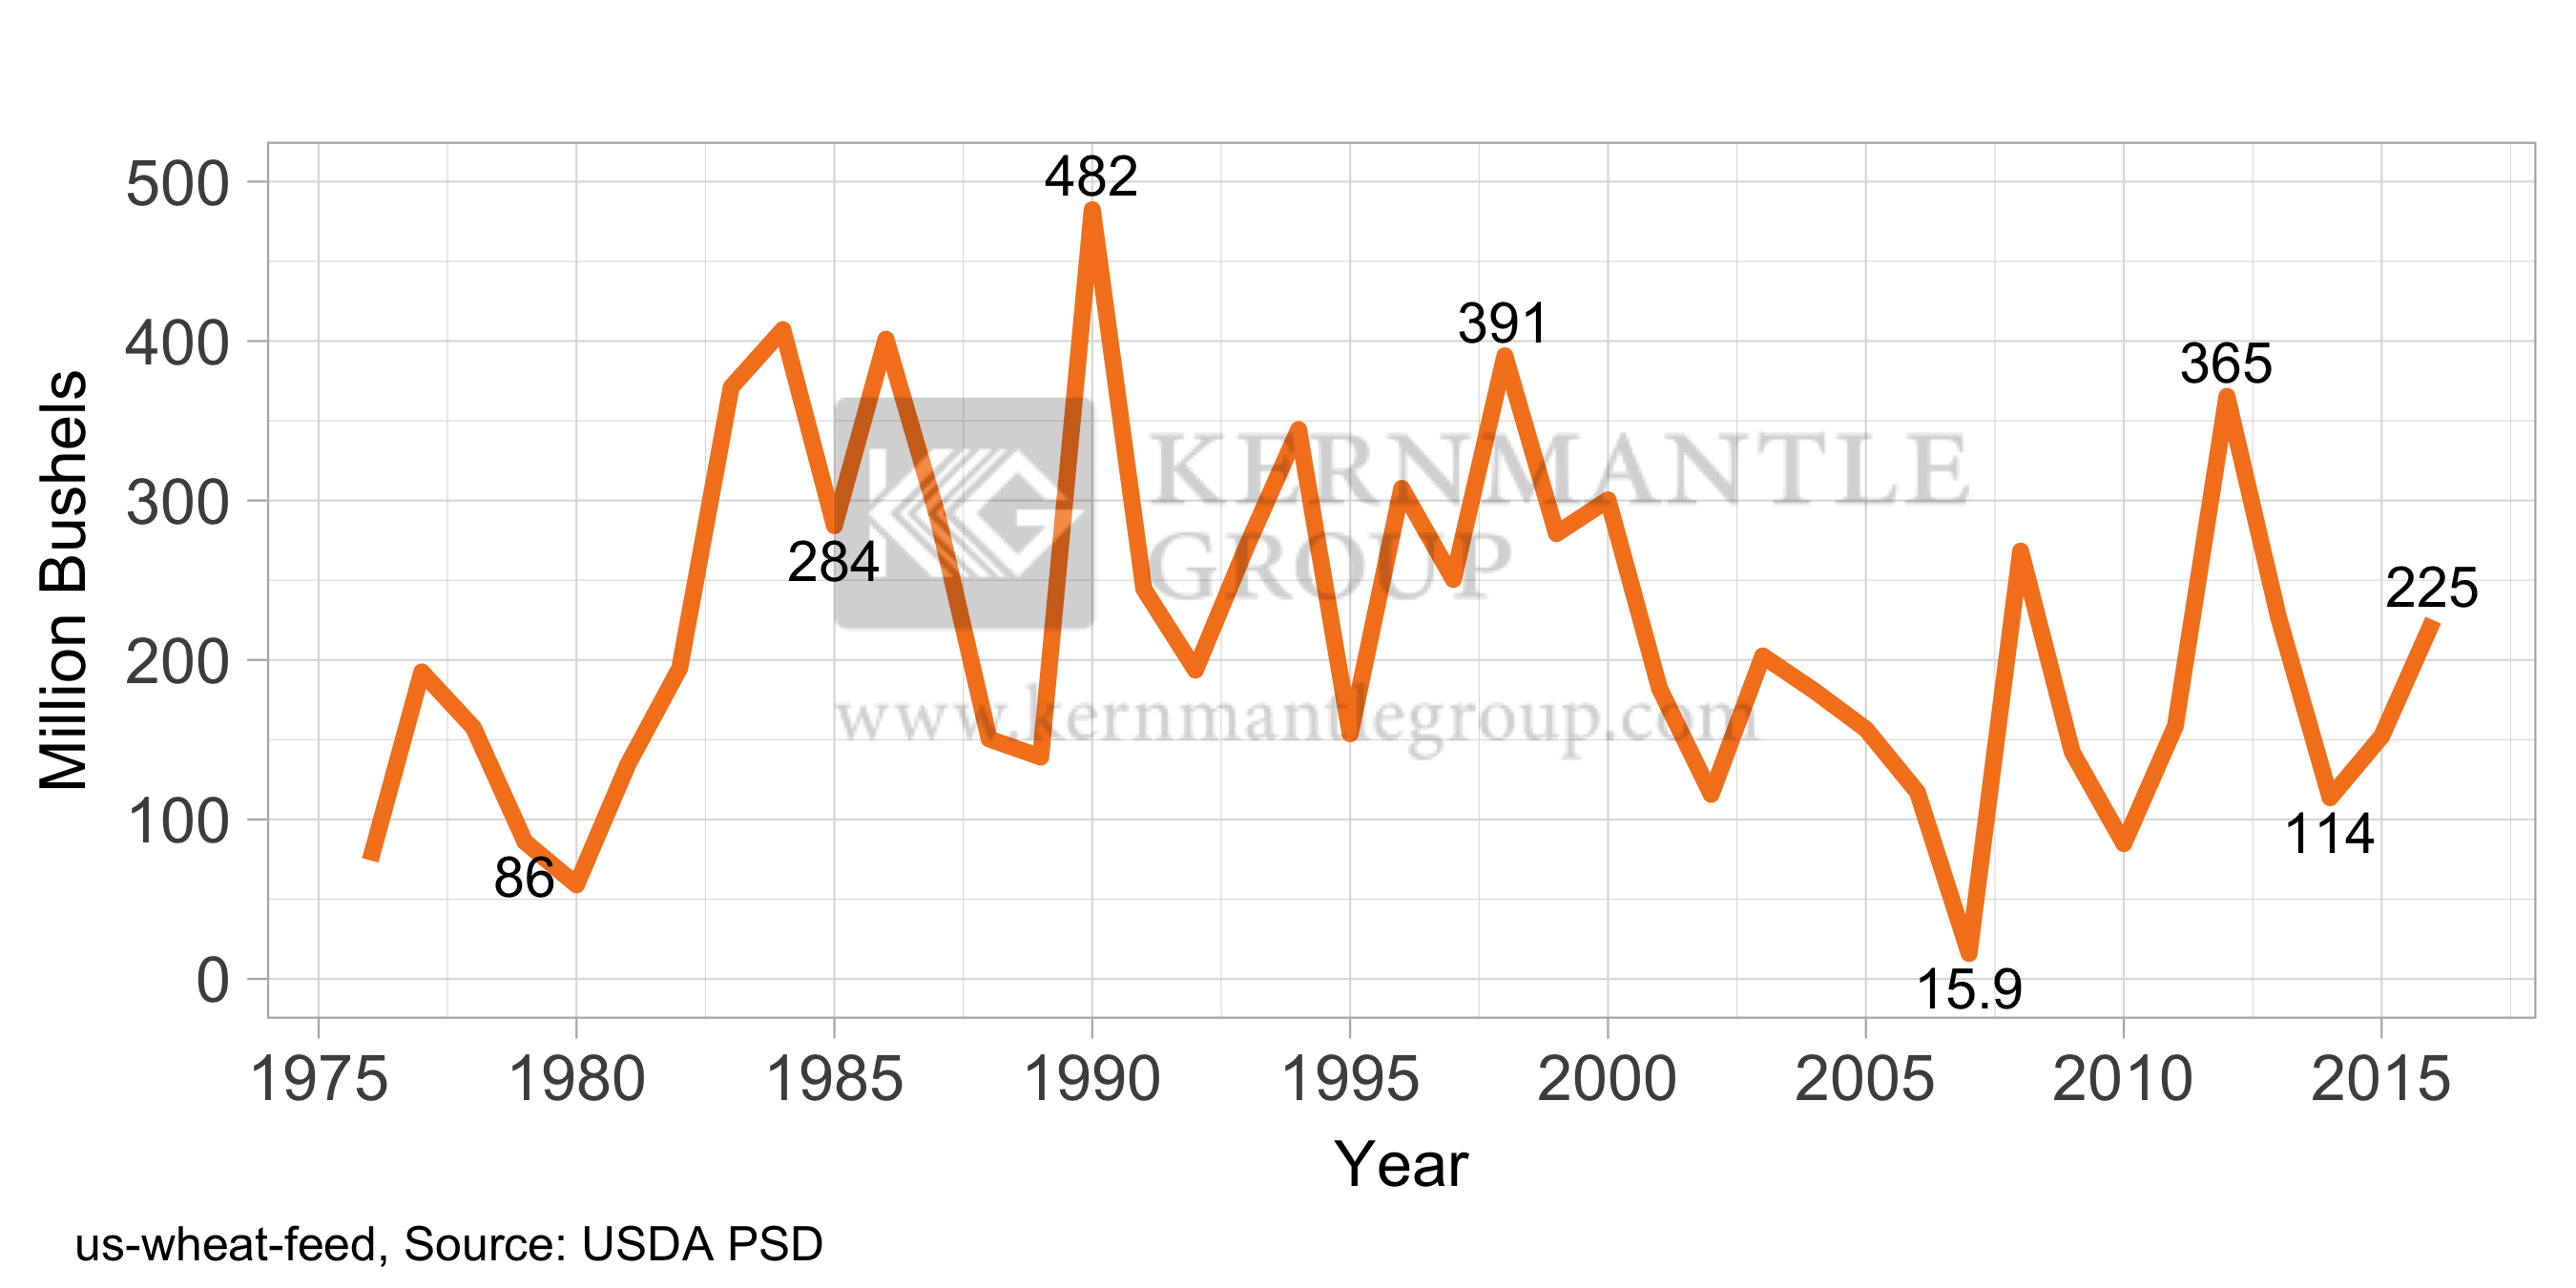 482
500
391
400
365
KERNMANTLE
Million Bushels
300
KG
GROUP
284
225
200
www.kernmantlegroup.com
100
86
114
0
15.9
1975 1980 1985 1990 1995 2000 2005 2010 2015
Year
us-wheat-feed, Source: USDA PSD